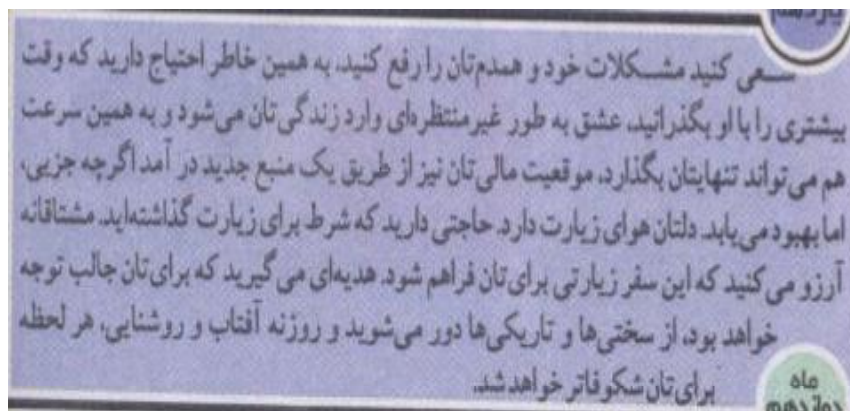 یازدهم
سعی کنید مشکلات خود و همدم‌تان را رفع کنید، به همین خاطر احتیاج دارید که وقت
بیشتری را با او بگذرانید. عشق به طور غیرمنتظره‌ای وارد زندگی‌تان می‌شود و به همین سرعت
هم می‌تواند تنهایتان بگذارد. موقعیت مالی‌تان نیز از طریق یک منبع جدید در آمد اگرچه جزیی،
اما بهبود می‌یابد. دلتان هوای زیارت دارد. حاجتی دارید که شرط برای زیارت گذاشته‌اید. مشتاقانه
آرزو می‌کنید که این سفر زیارتی برای‌تان فراهم شود. هدیه‌ای می‌گیرید که برای‌تان جالب توجه
خواهد بود. از سختی‌ها و تاریکی‌ها دور می‌شوید و روزنه آفتاب و روشنایی، هر لحظه
برای‌تان شکوفاتر خواهد شد.
ماه
دوازدهم